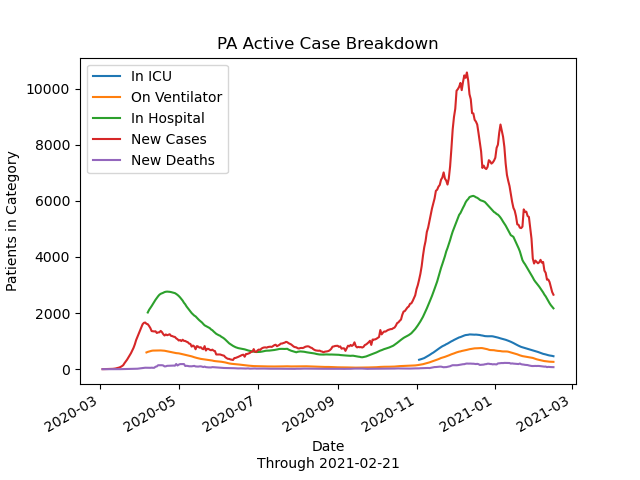 PA Active Case Breakdown
In ICU
On Ventilator
In Hospital
New Cases
New Deaths
Patients in Category
10000
8000
6000
4000
2000
0
2020-03
2020-05
2020-07
2020-09
2020-11
2021-01
2021-03
Date
Through 2021-02-21